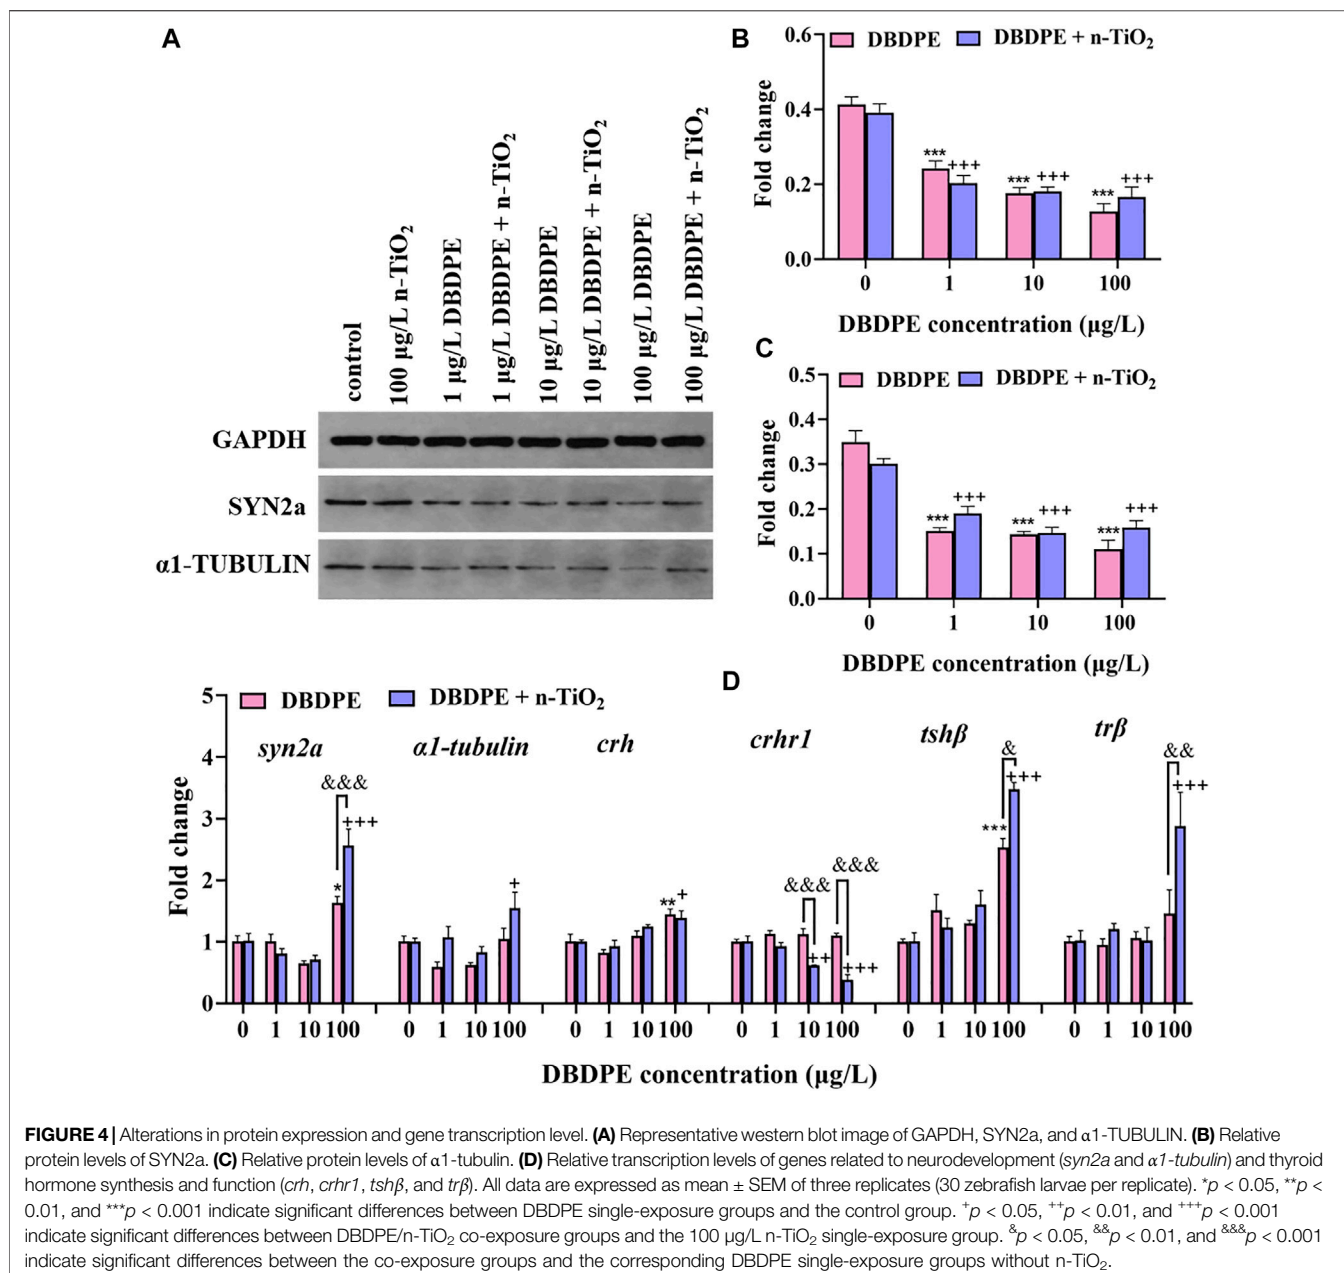 A
control
100 µg/L n-TiO₂
1 µg/L DBDPE
1 µg/L DBDPE + n-TiO₂
10 µg/L DBDPE
10 µg/L DBDPE + n-TiO₂
100 µg/L DBDPE
100 µg/L DBDPE + n-TiO₂
GAPDH
SYN2a
α1-TUBULIN
B
DBDPE DBDPE + n-TiO₂
Fold change
0.6
0.4
0.2
0.0
*** +++ *** +++ *** +++
0 1 10 100
DBDPE concentration (µg/L)
C
DBDPE DBDPE + n-TiO₂
Fold change
0.5
0.4
0.3
0.2
0.1
0.0
*** +++ *** +++ *** +++
0 1 10 100
DBDPE concentration (µg/L)
D
DBDPE DBDPE + n-TiO₂
Fold change
5
4
3
2
1
0
syn2a α1-tubulin crh crhr1 tshβ trβ
&&& &&& &&& & &&
* +++ + ** + ++ +++ *** +++ +++
0 1 10 100 0 1 10 100 0 1 10 100 0 1 10 100 0 1 10 100 0 1 10 100
DBDPE concentration (µg/L)
FIGURE 4 | Alterations in protein expression and gene transcription level. (A) Representative western blot image of GAPDH, SYN2a, and α1-TUBULIN. (B) Relative
protein levels of SYN2a. (C) Relative protein levels of α1-tubulin. (D) Relative transcription levels of genes related to neurodevelopment (syn2a and α1-tubulin) and thyroid
hormone synthesis and function (crh, crhr1, tshβ, and trβ). All data are expressed as mean ± SEM of three replicates (30 zebrafish larvae per replicate). *p < 0.05, **p <
0.01, and ***p < 0.001 indicate significant differences between DBDPE single-exposure groups and the control group. ⁺p < 0.05, ⁺⁺p < 0.01, and ⁺⁺⁺p < 0.001
indicate significant differences between DBDPE/n-TiO₂ co-exposure groups and the 100 µg/L n-TiO₂ single-exposure group. &p < 0.05, &&p < 0.01, and &&&p < 0.001
indicate significant differences between the co-exposure groups and the corresponding DBDPE single-exposure groups without n-TiO₂.